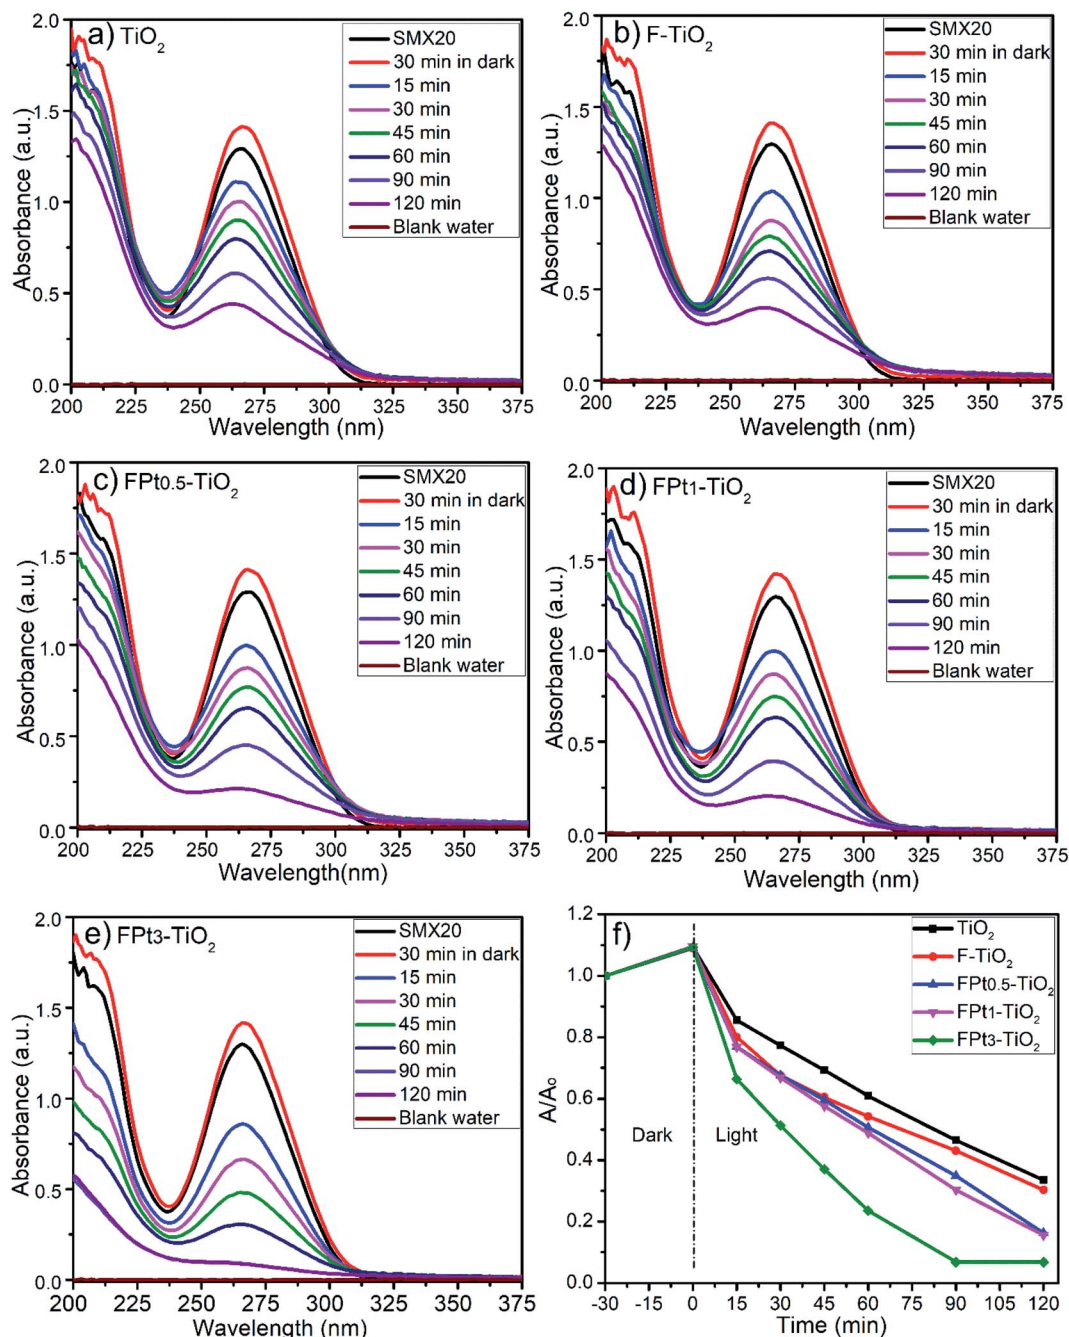 a) TiO₂
SMX20
30 min in dark
15 min
30 min
45 min
60 min
90 min
120 min
Blank water
2.0
1.5
1.0
0.5
0.0
Absorbance (a.u.)
200 225 250 275 300 325 350 375
Wavelength (nm)
b) F-TiO₂
SMX20
30 min in dark
15 min
30 min
45 min
60 min
90 min
120 min
Blank water
2.0
1.5
1.0
0.5
0.0
Absorbance (a.u.)
200 225 250 275 300 325 350 375
Wavelength (nm)
c) FPt0.5-TiO₂
SMX20
30 min in dark
15 min
30 min
45 min
60 min
90 min
120 min
Blank water
2.0
1.5
1.0
0.5
0.0
Absorbance (a.u.)
200 225 250 275 300 325 350 375
Wavelength(nm)
d) FPt1-TiO₂
SMX20
30 min in dark
15 min
30 min
45 min
60 min
90 min
120 min
Blank water
2.0
1.5
1.0
0.5
0.0
Absorbance (a.u.)
200 225 250 275 300 325 350 375
Wavelength (nm)
e) FPt3-TiO₂
SMX20
30 min in dark
15 min
30 min
45 min
60 min
90 min
120 min
Blank water
2.0
1.5
1.0
0.5
0.0
Absorbance (a.u.)
200 225 250 275 300 325 350 375
Wavelength (nm)
f)
TiO₂
F-TiO₂
FPt0.5-TiO₂
FPt1-TiO₂
FPt3-TiO₂
1.2
1.0
0.8
0.6
0.4
0.2
0.0
A/A₀
Dark Light
-30 -15 0 15 30 45 60 75 90 105 120
Time (min)